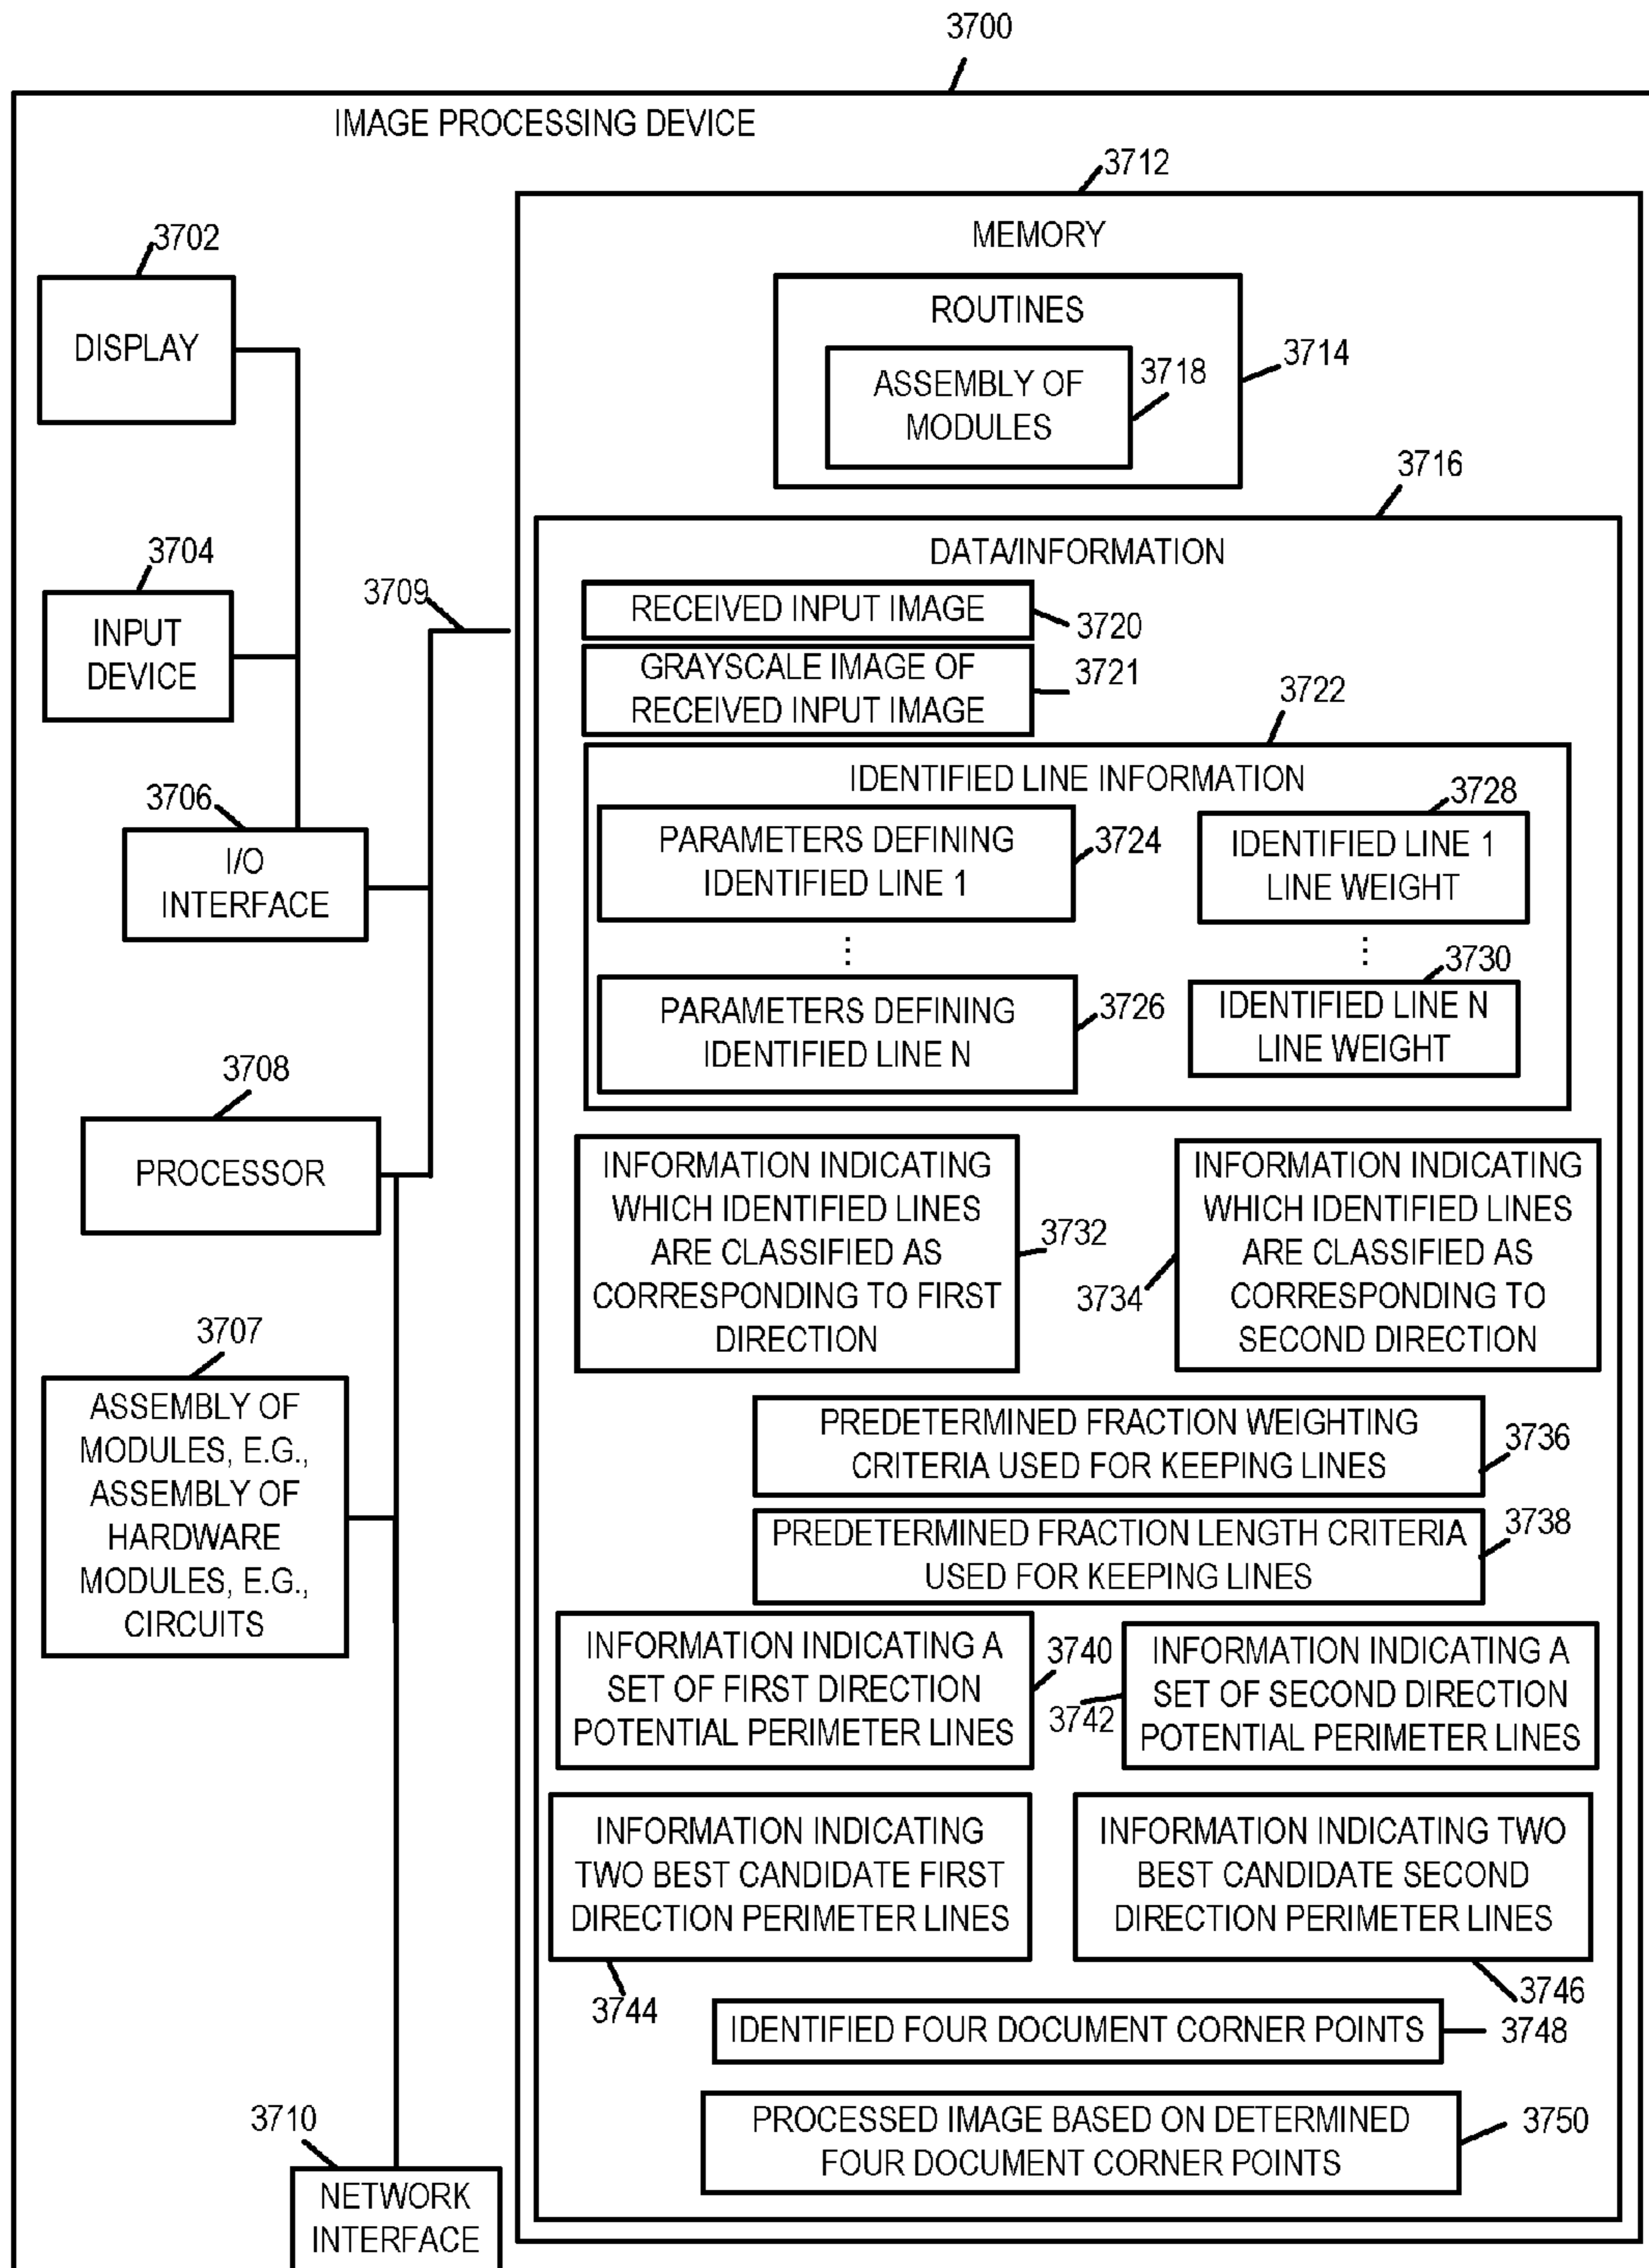 3700
IMAGE PROCESSING DEVICE
3712
MEMORY
3702
DISPLAY
ROUTINES
3714
ASSEMBLY OF
MODULES
3718
3716
DATA/INFORMATION
3704
INPUT
DEVICE
3709
RECEIVED INPUT IMAGE
3720
GRAYSCALE IMAGE OF
RECEIVED INPUT IMAGE
3721
3722
IDENTIFIED LINE INFORMATION
3706
I/O
INTERFACE
PARAMETERS DEFINING
IDENTIFIED LINE 1
3724
3728
IDENTIFIED LINE 1
LINE WEIGHT
⋮
⋮
PARAMETERS DEFINING
IDENTIFIED LINE N
3726
3730
IDENTIFIED LINE N
LINE WEIGHT
3708
PROCESSOR
INFORMATION INDICATING
WHICH IDENTIFIED LINES
ARE CLASSIFIED AS
CORRESPONDING TO FIRST
DIRECTION
3732
3734
INFORMATION INDICATING
WHICH IDENTIFIED LINES
ARE CLASSIFIED AS
CORRESPONDING TO
SECOND DIRECTION
3707
ASSEMBLY OF
MODULES, E.G.,
ASSEMBLY OF
HARDWARE
MODULES, E.G.,
CIRCUITS
PREDETERMINED FRACTION WEIGHTING
CRITERIA USED FOR KEEPING LINES
3736
PREDETERMINED FRACTION LENGTH CRITERIA
USED FOR KEEPING LINES
3738
INFORMATION INDICATING A
SET OF FIRST DIRECTION
POTENTIAL PERIMETER LINES
3740
3742
INFORMATION INDICATING A
SET OF SECOND DIRECTION
POTENTIAL PERIMETER LINES
INFORMATION INDICATING
TWO BEST CANDIDATE FIRST
DIRECTION PERIMETER LINES
3744
INFORMATION INDICATING TWO
BEST CANDIDATE SECOND
DIRECTION PERIMETER LINES
3746
IDENTIFIED FOUR DOCUMENT CORNER POINTS
3748
PROCESSED IMAGE BASED ON DETERMINED
FOUR DOCUMENT CORNER POINTS
3750
3710
NETWORK
INTERFACE